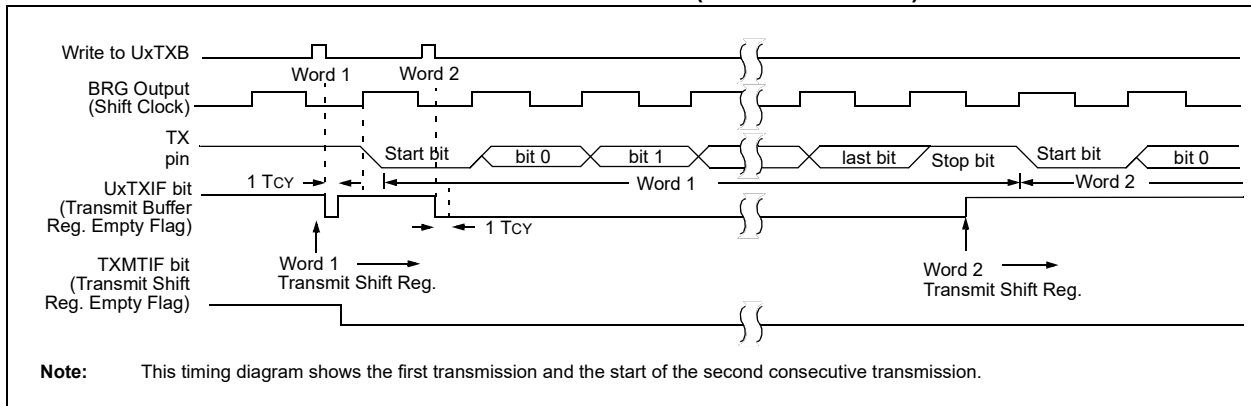 Write to UxTXB
Word 1
Word 2
BRG Output
(Shift Clock)
TX
pin
Start bit
bit 0
bit 1
last bit
Stop bit
Start bit
bit 0
1 TCY
Word 1
Word 2
UxTXIF bit
(Transmit Buffer
Reg. Empty Flag)
1 TCY
Word 1
Transmit Shift Reg.
Word 2
Transmit Shift Reg.
TXMTIF bit
(Transmit Shift
Reg. Empty Flag)
Note: This timing diagram shows the first transmission and the start of the second consecutive transmission.